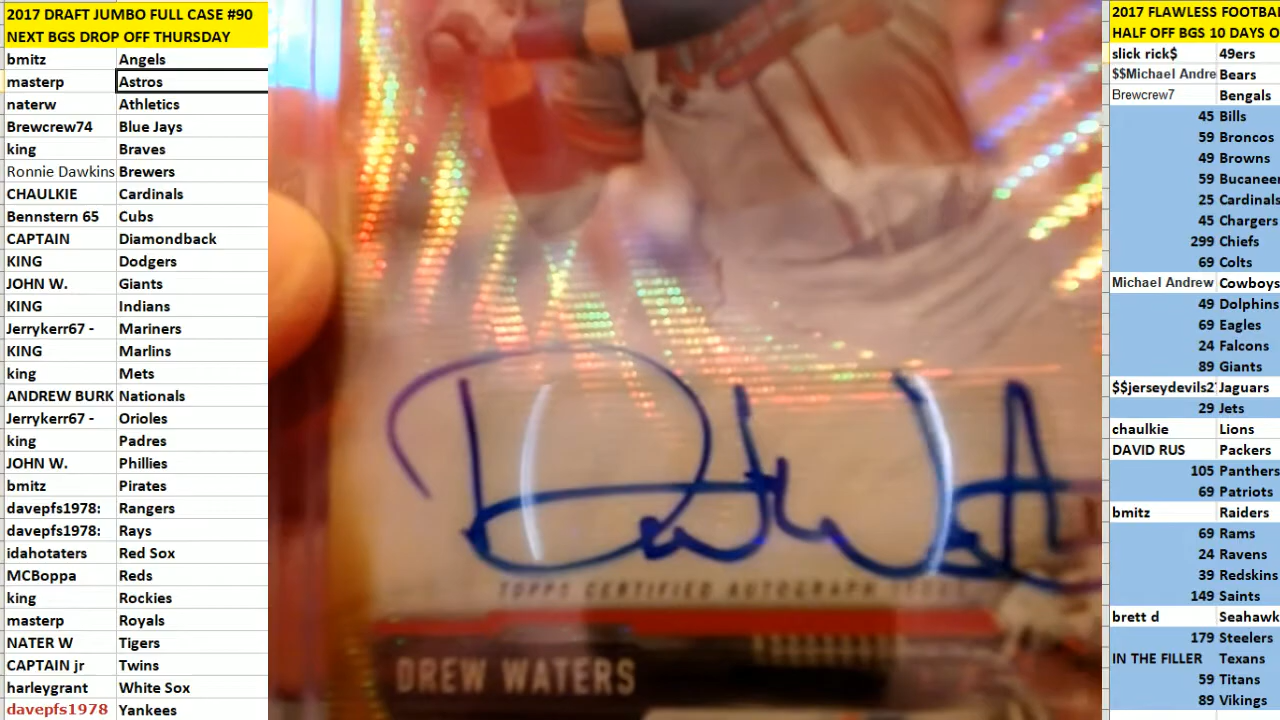 2017 DRAFT JUMBO FULL CASE #90
NEXT BGS DROP OFF THURSDAY
bmitz Angels
masterp Astros
naterw Athletics
Brewcrew74 Blue Jays
king Braves
Ronnie Dawkins Brewers
CHAULKIE Cardinals
Bennstern 65 Cubs
CAPTAIN Diamondback
KING Dodgers
JOHN W. Giants
KING Indians
Jerrykerr67 - Mariners
KING Marlins
king Mets
ANDREW BURK Nationals
Jerrykerr67 - Orioles
king Padres
JOHN W. Phillies
bmitz Pirates
davepfs1978: Rangers
davepfs1978: Rays
idahotaters Red Sox
MCBoppa Reds
king Rockies
masterp Royals
NATER W Tigers
CAPTAIN jr Twins
harleygrant White Sox
davepfs1978 Yankees
TOPPS CERTIFIED AUTOGRAPH
DREW WATERS
2017 FLAWLESS FOOTBA
HALF OFF BGS 10 DAYS O
slick rick$ 49ers
$$Michael Andre Bears
Brewcrew7 Bengals
45 Bills
59 Broncos
49 Browns
59 Bucaneer
25 Cardinals
45 Chargers
299 Chiefs
69 Colts
Michael Andrew Cowboys
49 Dolphins
69 Eagles
24 Falcons
89 Giants
$$jerseydevils2 Jaguars
29 Jets
chaulkie Lions
DAVID RUS Packers
105 Panthers
69 Patriots
bmitz Raiders
69 Rams
24 Ravens
39 Redskins
149 Saints
brett d Seahawk
179 Steelers
IN THE FILLER Texans
59 Titans
89 Vikings